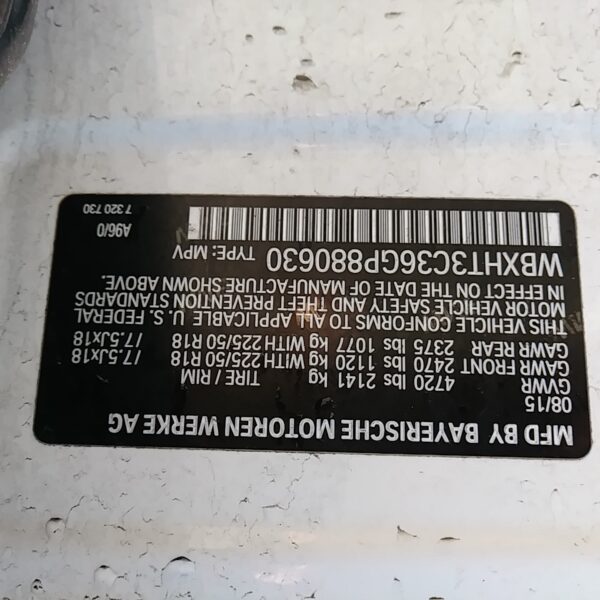 MFD BY BAYERISCHE MOTOREN WERKE AG
08/15 TIRE / RIM
GVWR 4720 lbs 2141 kg
GAWR FRONT 2470 lbs 1120 kg WITH 225/50 R18 /7.5Jx18
GAWR REAR 2375 lbs 1077 kg WITH 225/50 R18 /7.5Jx18
THIS VEHICLE CONFORMS TO ALL APPLICABLE U. S. FEDERAL
MOTOR VEHICLE SAFETY AND/THEFT PREVENTION STANDARDS
IN EFFECT ON THE DATE OF MANUFACTURE SHOWN ABOVE.
WBXHT3C36GP880630 TYPE: MPV
A96/0
7 320 730